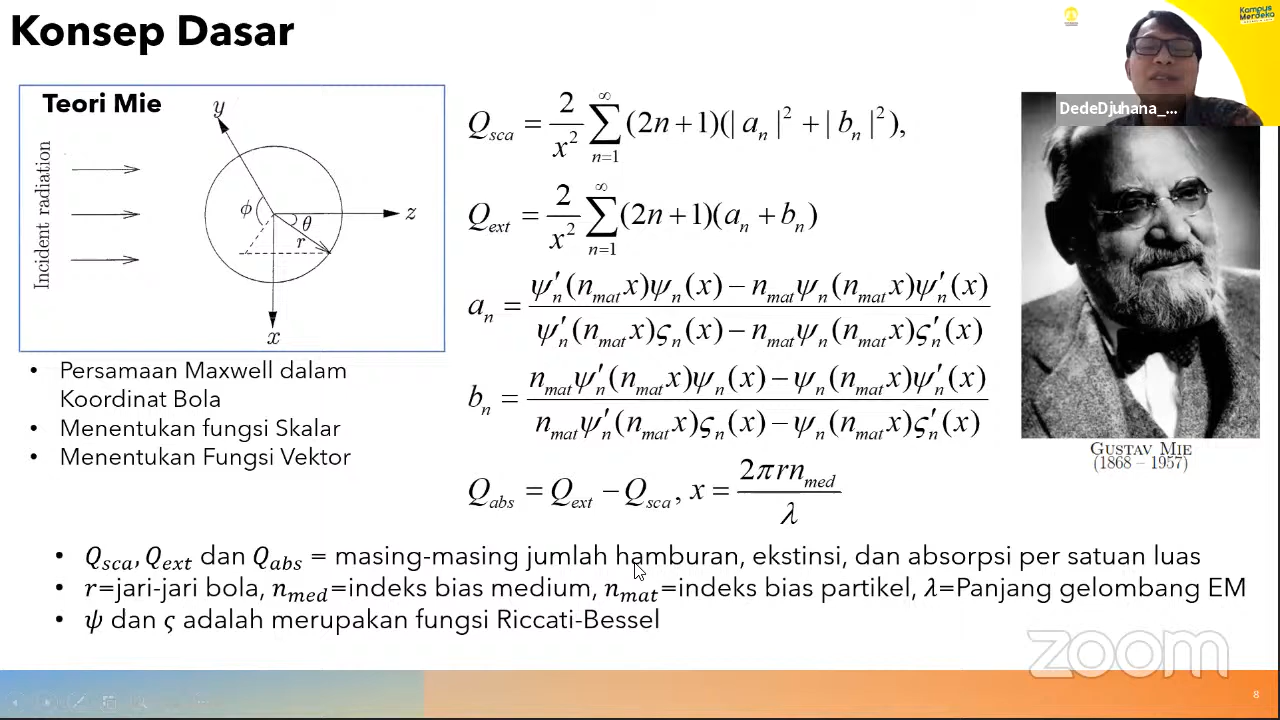 Konsep Dasar
Kampus
Merdeka
DedeDjuhana_...
Teori Mie
Incident radiation
y
z
x
ϕ
θ
r
Q_sca = 2/x² ∑_{n=1}^{∞} (2n+1)(| a_n |² + | b_n |²),
Q_ext = 2/x² ∑_{n=1}^{∞} (2n+1)(a_n + b_n)
a_n = ψ′_n(n_mat x)ψ_n(x) − n_mat ψ_n(n_mat x)ψ′_n(x) / ψ′_n(n_mat x)ς_n(x) − n_mat ψ_n(n_mat x)ς′_n(x)
b_n = n_mat ψ′_n(n_mat x)ψ_n(x) − ψ_n(n_mat x)ψ′_n(x) / n_mat ψ′_n(n_mat x)ς_n(x) − ψ_n(n_mat x)ς′_n(x)
Q_abs = Q_ext − Q_sca, x = 2πrn_med / λ
• Persamaan Maxwell dalam
Koordinat Bola
• Menentukan fungsi Skalar
• Menentukan Fungsi Vektor
GUSTAV MIE
(1868 – 1957)
• Q_sca, Q_ext dan Q_abs = masing-masing jumlah hamburan, ekstinsi, dan absorpsi per satuan luas
• r=jari-jari bola, n_med=indeks bias medium, n_mat=indeks bias partikel, λ=Panjang gelombang EM
• ψ dan ς adalah merupakan fungsi Riccati-Bessel
zoom
8